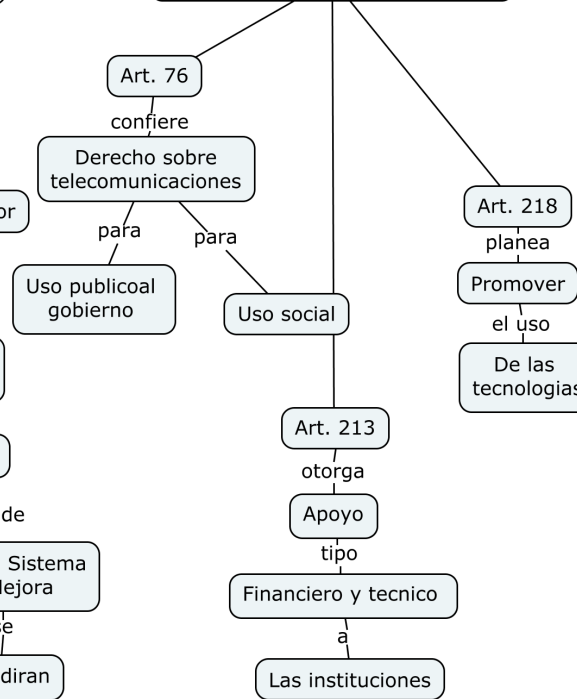 Art. 76
confiere
Derecho sobre
telecomunicaciones
para
para
Uso publicoal
gobierno
Uso social
Art. 213
otorga
Apoyo
tipo
Financiero y tecnico
a
Las instituciones
Art. 218
planea
Promover
el uso
De las
tecnologias
or
de
Sistema
lejora
se
diran